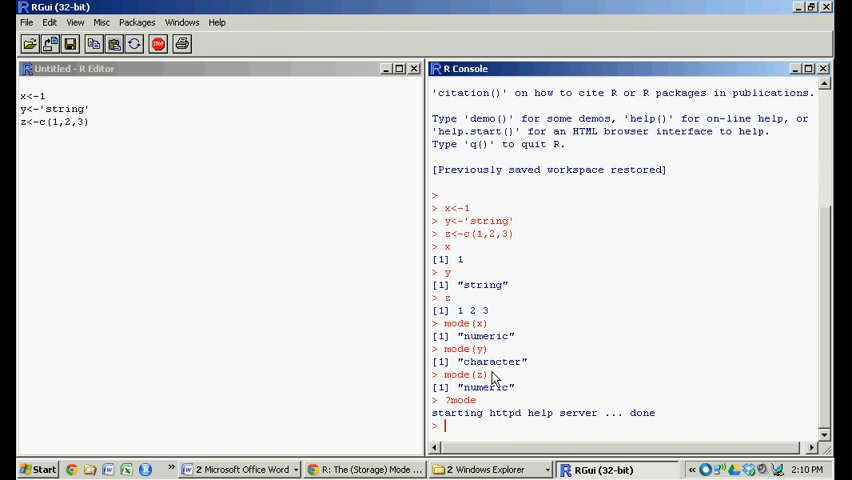 RGui (32-bit)
File Edit View Misc Packages Windows Help
STOP
Untitled - R Editor
x<-1
y<-'string'
z<-c(1,2,3)
R Console
'citation()' on how to cite R or R packages in publications.
Type 'demo()' for some demos, 'help()' for on-line help, or
'help.start()' for an HTML browser interface to help.
Type 'q()' to quit R.
[Previously saved workspace restored]
>
> x<-1
> y<-'string'
> z<-c(1,2,3)
> x
[1] 1
> y
[1] "string"
> z
[1] 1 2 3
> mode(x)
[1] "numeric"
> mode(y)
[1] "character"
> mode(z)
[1] "numeric"
> ?mode
starting httpd help server ... done
>
Start » 2 Microsoft Office Word R: The (Storage) Mode ... 2 Windows Explorer RGui (32-bit) « 2:10 PM